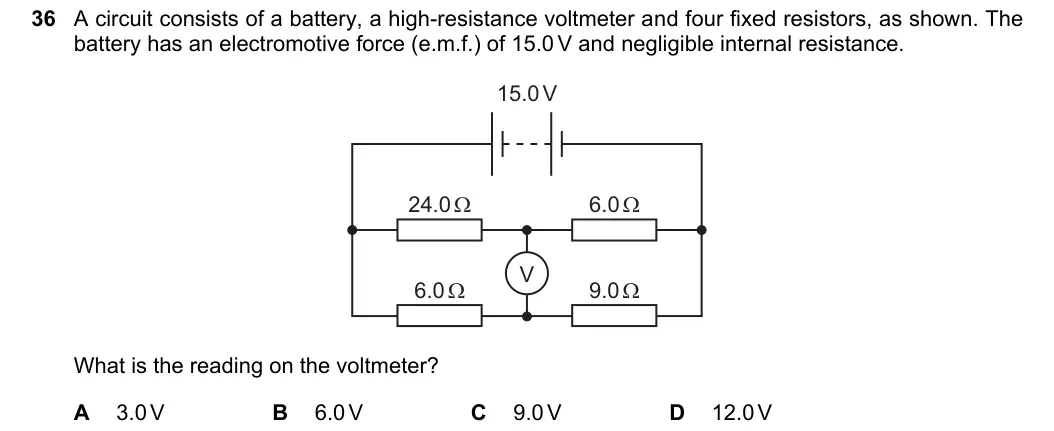 36 A circuit consists of a battery, a high-resistance voltmeter and four fixed resistors, as shown. The
battery has an electromotive force (e.m.f.) of 15.0 V and negligible internal resistance.
15.0 V
24.0 Ω 6.0 Ω
V
6.0 Ω 9.0 Ω
What is the reading on the voltmeter?
A 3.0 V B 6.0 V C 9.0 V D 12.0 V